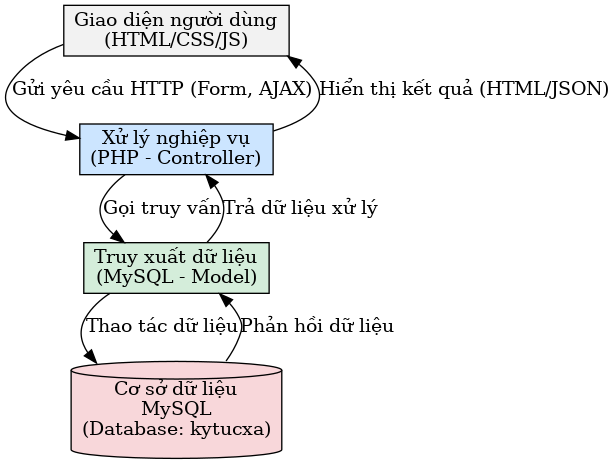 Giao diện người dùng
(HTML/CSS/JS)
Gửi yêu cầu HTTP (Form, AJAX)
Hiển thị kết quả (HTML/JSON)
Xử lý nghiệp vụ
(PHP - Controller)
Gọi truy vấn
Trả dữ liệu xử lý
Truy xuất dữ liệu
(MySQL - Model)
Thao tác dữ liệu
Phản hồi dữ liệu
Cơ sở dữ liệu
MySQL
(Database: kytucxa)